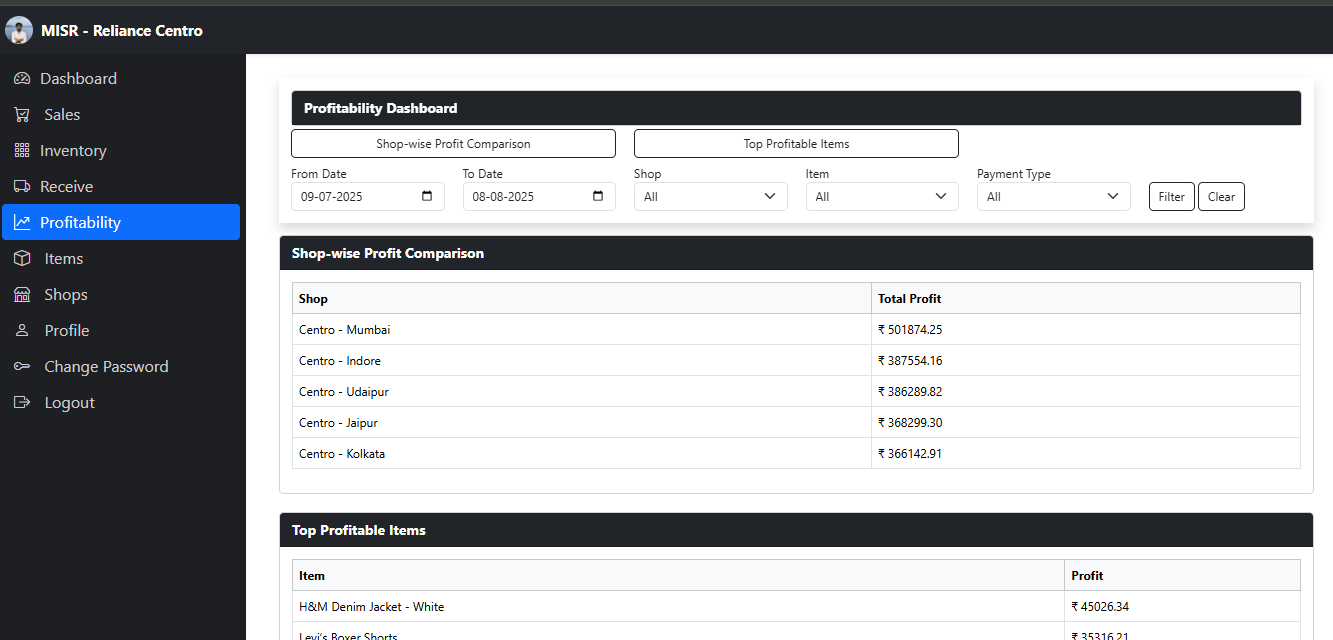 MISR - Reliance Centro
Dashboard
Sales
Inventory
Receive
Profitability
Items
Shops
Profile
Change Password
Logout
Profitability Dashboard
Shop-wise Profit Comparison Top Profitable Items
From Date To Date Shop Item Payment Type
09-07-2025 08-08-2025 All All All Filter Clear
Shop-wise Profit Comparison
Shop Total Profit
Centro - Mumbai ₹ 501874.25
Centro - Indore ₹ 387554.16
Centro - Udaipur ₹ 386289.82
Centro - Jaipur ₹ 368299.30
Centro - Kolkata ₹ 366142.91
Top Profitable Items
Item Profit
H&M Denim Jacket - White ₹ 45026.34
Levi's Boxer Shorts ₹ 35316.21